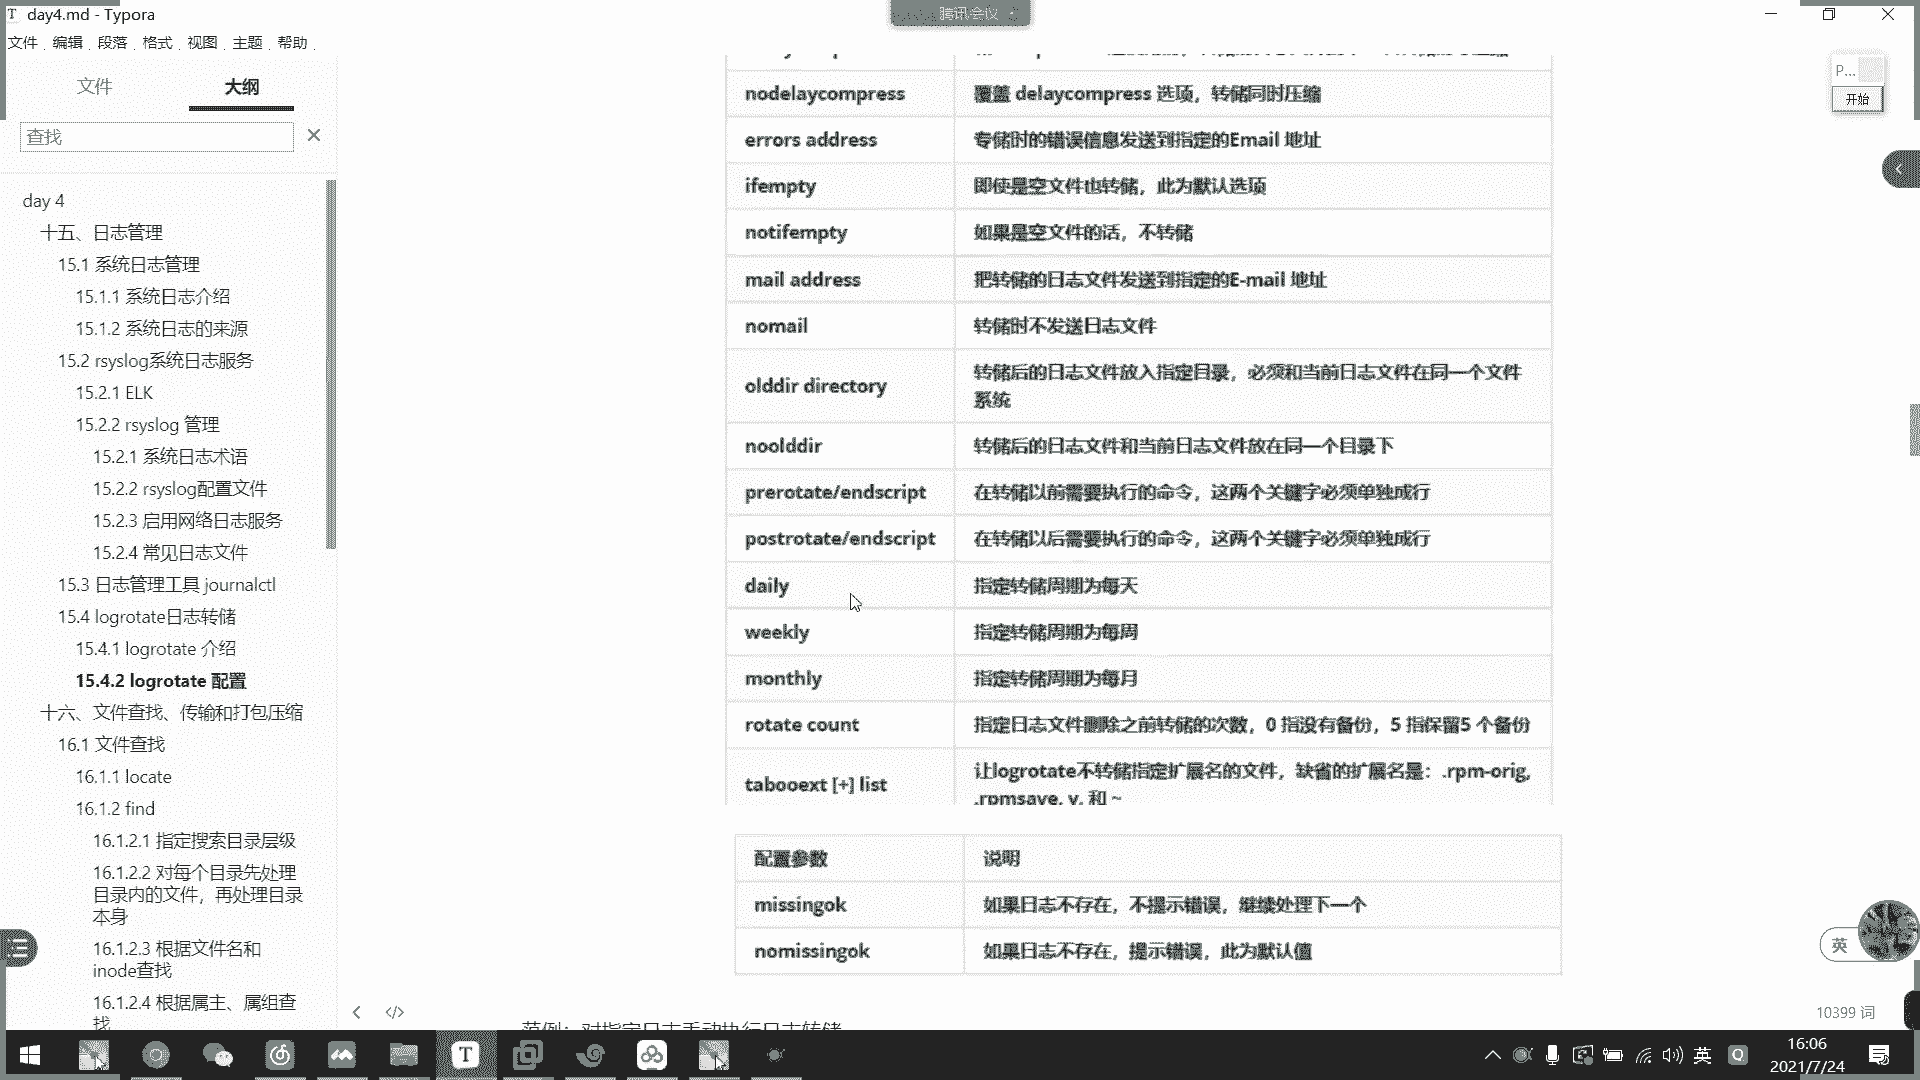 day4.md - Typora
腾讯会议
文件 编辑 段落 格式 视图 主题 帮助
文件 大纲
查找
day 4
十五、日志管理
15.1 系统日志管理
15.1.1 系统日志介绍
15.1.2 系统日志的来源
15.2 rsyslog系统日志服务
15.2.1 ELK
15.2.2 rsyslog 管理
15.2.1 系统日志术语
15.2.2 rsyslog配置文件
15.2.3 启用网络日志服务
15.2.4 常见日志文件
15.3 日志管理工具 journalctl
15.4 logrotate日志转储
15.4.1 logrotate 介绍
15.4.2 logrotate 配置
十六、文件查找、传输和打包压缩
16.1 文件查找
16.1.1 locate
16.1.2 find
16.1.2.1 指定搜索目录层级
16.1.2.2 对每个目录先处理
目录内的文件，再处理目录
本身
16.1.2.3 根据文件名和
inode查找
16.1.2.4 根据属主、属组查
找
nodelaycompress 覆盖 delaycompress 选项，转储同时压缩
errors address 专储时的错误信息发送到指定的Email 地址
ifempty 即使是空文件也转储，此为默认选项
notifempty 如果是空文件的话，不转储
mail address 把转储的日志文件发送到指定的E-mail 地址
nomail 转储时不发送日志文件
olddir directory 转储后的日志文件放入指定目录，必须和当前日志文件在同一个文件
系统
noolddir 转储后的日志文件和当前日志文件放在同一个目录下
prerotate/endscript 在转储以前需要执行的命令，这两个关键字必须单独成行
postrotate/endscript 在转储以后需要执行的命令，这两个关键字必须单独成行
daily 指定转储周期为每天
weekly 指定转储周期为每周
monthly 指定转储周期为每月
rotate count 指定日志文件删除之前转储的次数，0 指没有备份，5 指保留5 个备份
tabooext [+] list 让logrotate不转储指定扩展名的文件，缺省的扩展名是：.rpm-orig,
.rpmsave, v, 和 ~
配置参数 说明
missingok 如果日志不存在，不提示错误，继续处理下一个
nomissingok 如果日志不存在，提示错误，此为默认值
范例：对指定日志手动执行日志转储
P...
开始
英
10399 词
英
16:06
2021/7/24